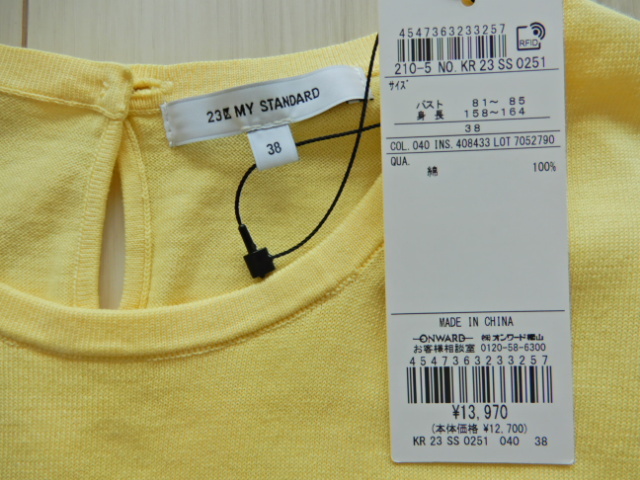 23区 MY STANDARD
38
4547363233257
RFID
210-5 NO. KR 23 SS 0251
サイズ
バスト 81～ 85
身長 158～164
38
COL. 040 INS. 408433 LOT 7052790
QUA.
綿 100%
MADE IN CHINA
ONWARD ㈱オンワード樫山
お客様相談室 0120-58-6300
4547363233257
¥13,970
(本体価格 ¥12,700)
KR 23 SS 0251 040 38